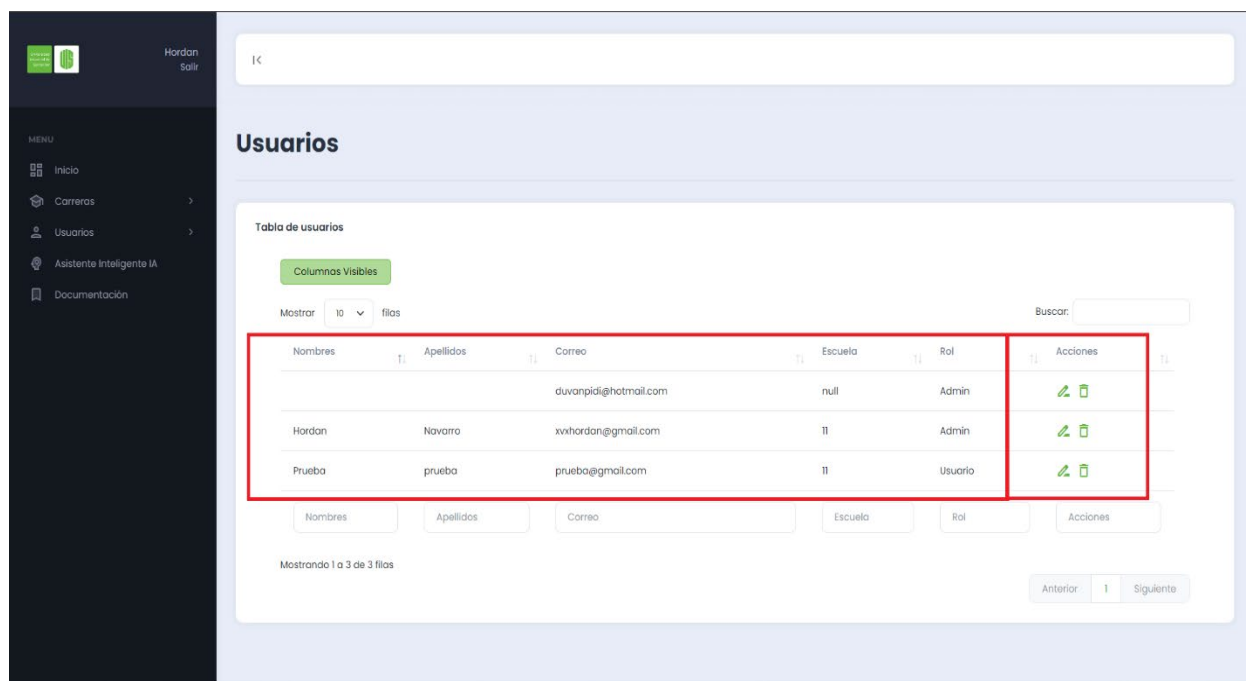 Hordan
Salir
MENU
Inicio
Carreras
Usuarios
Asistente Inteligente IA
Documentación
Usuarios
Tabla de usuarios
Columnas Visibles
Mostrar 10 filas
Buscar:
Nombres Apellidos Correo Escuela Rol Acciones
duvanpidi@hotmail.com null Admin
Hordan Navarro xvxhordan@gmail.com 11 Admin
Prueba prueba prueba@gmail.com 11 Usuario
Nombres Apellidos Correo Escuela Rol Acciones
Mostrando 1 a 3 de 3 filas
Anterior 1 Siguiente